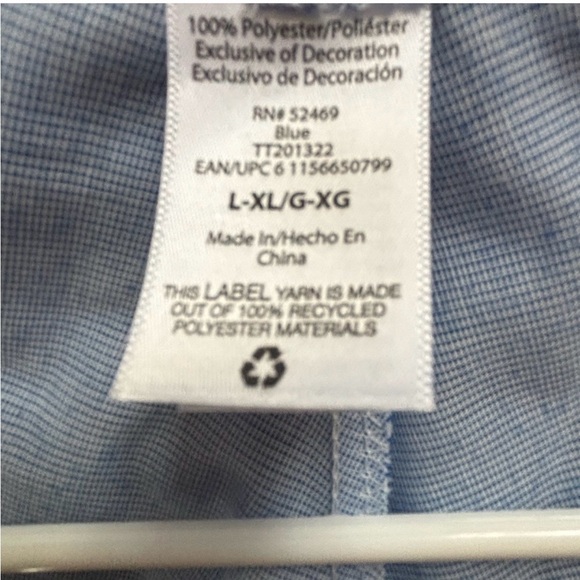 100% Polyester/Poliéster
Exclusive of Decoration
Exclusivo de Decoración
RN# 52469
Blue
TT201322
EAN/UPC 6 1156650799
L-XL/G-XG
Made In/Hecho En
China
THIS LABEL YARN IS MADE
OUT OF 100% RECYCLED
POLYESTER MATERIALS